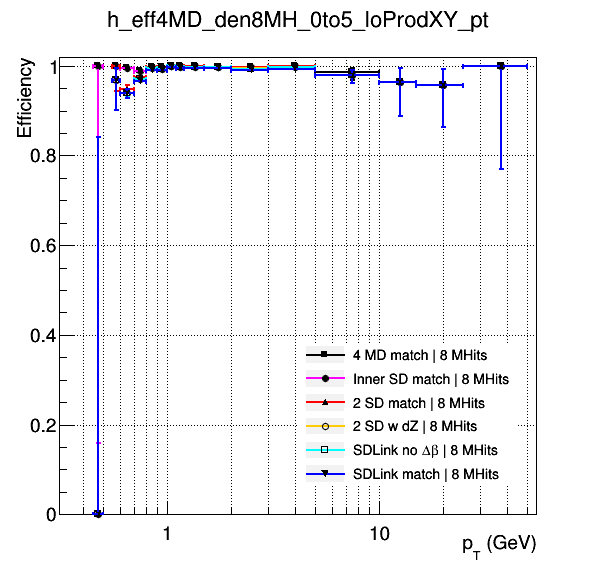 h_eff4MD_den8MH_0to5_loProdXY_pt
Efficiency
1
0.8
0.6
0.4
0.2
0
4 MD match | 8 MHits
Inner SD match | 8 MHits
2 SD match | 8 MHits
2 SD w dZ | 8 MHits
SDLink no Δβ | 8 MHits
SDLink match | 8 MHits
1
10
p_T (GeV)